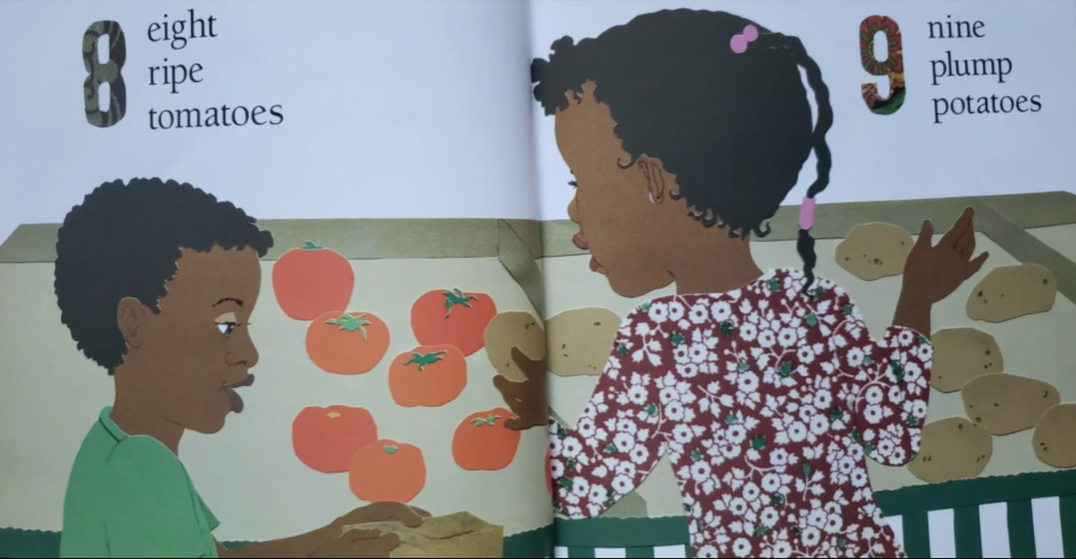 8
eight
ripe
tomatoes
9
nine
plump
potatoes